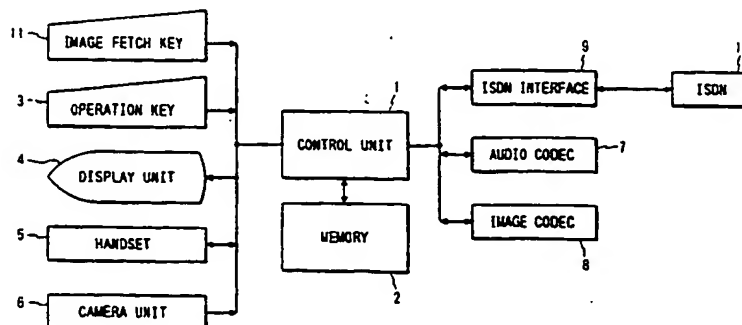 11 IMAGE FETCH KEY
3 OPERATION KEY
4 DISPLAY UNIT
5 HANDSET
6 CAMERA UNIT
1
CONTROL UNIT
MEMORY
2
9
ISDN INTERFACE
AUDIO CODEC 7
IMAGE CODEC
8
ISDN